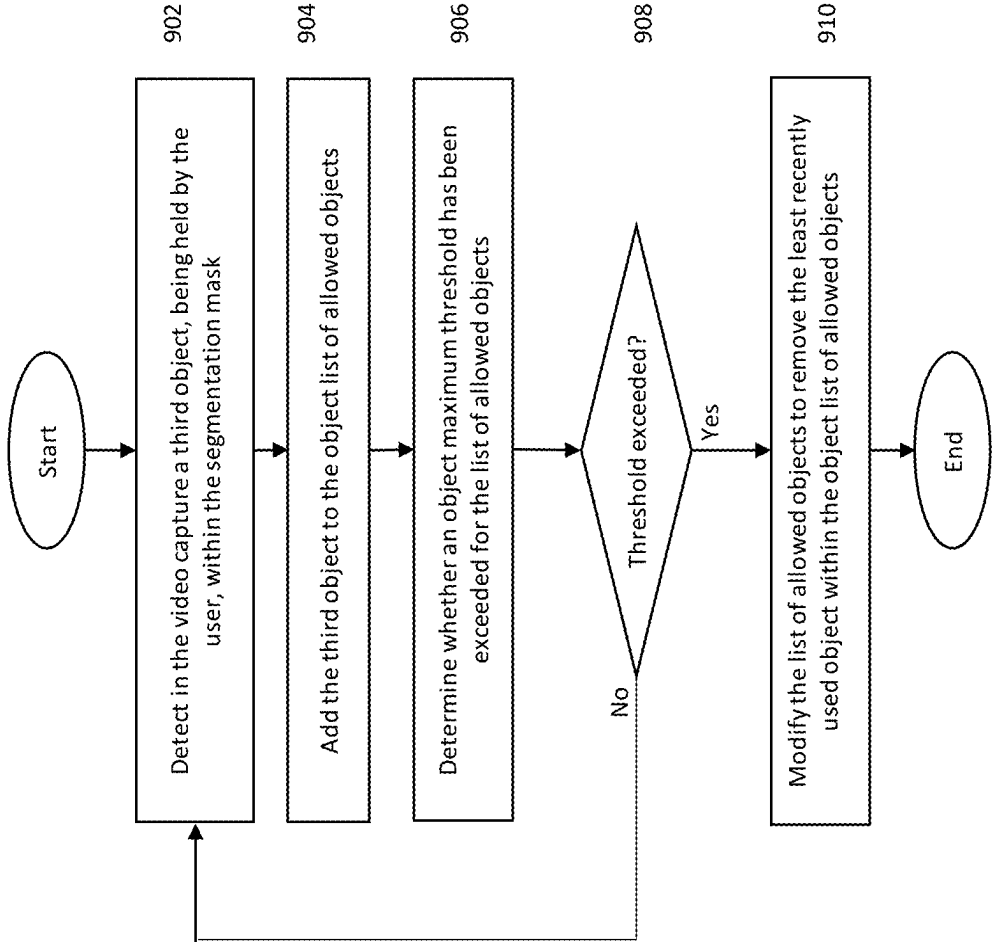 Start
Detect in the video capture a third object, being held by the
user, within the segmentation mask
902
Add the third object to the object list of allowed objects
904
Determine whether an object maximum threshold has been
exceeded for the list of allowed objects
906
Threshold exceeded?
908
No
Yes
Modify the list of allowed objects to remove the least recently
used object within the object list of allowed objects
910
End